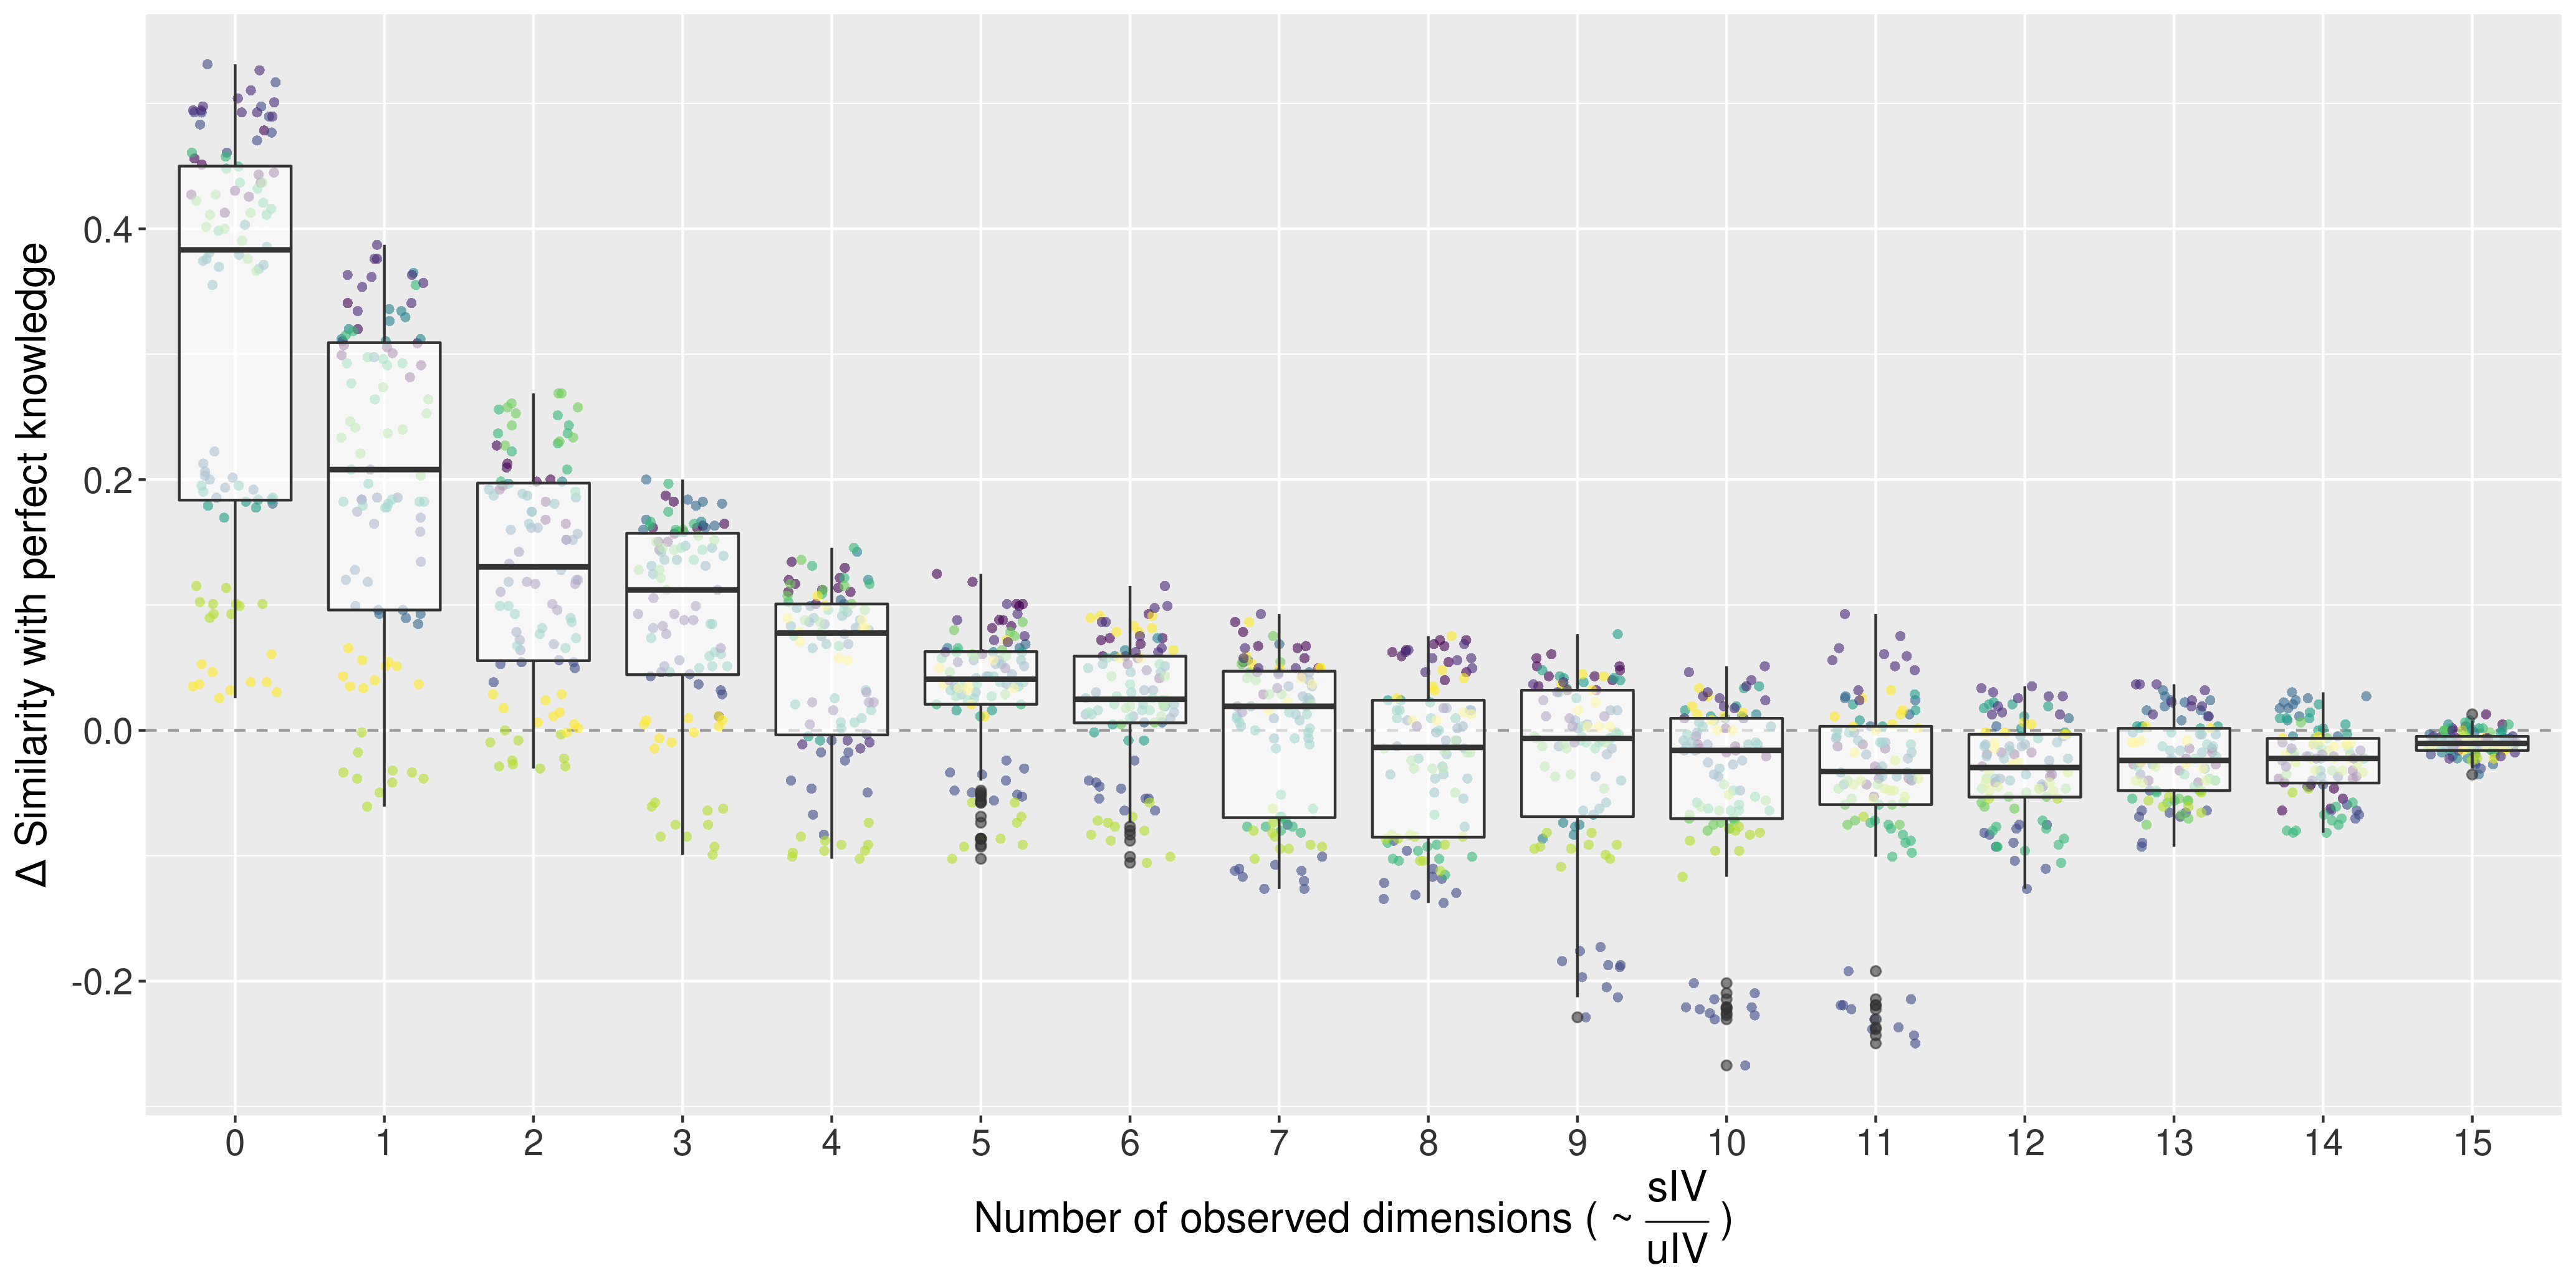 Δ Similarity with perfect knowledge
0.4
0.2
0.0
-0.2
0 1 2 3 4 5 6 7 8 9 10 11 12 13 14 15
Number of observed dimensions ( ~ sIV
uIV )